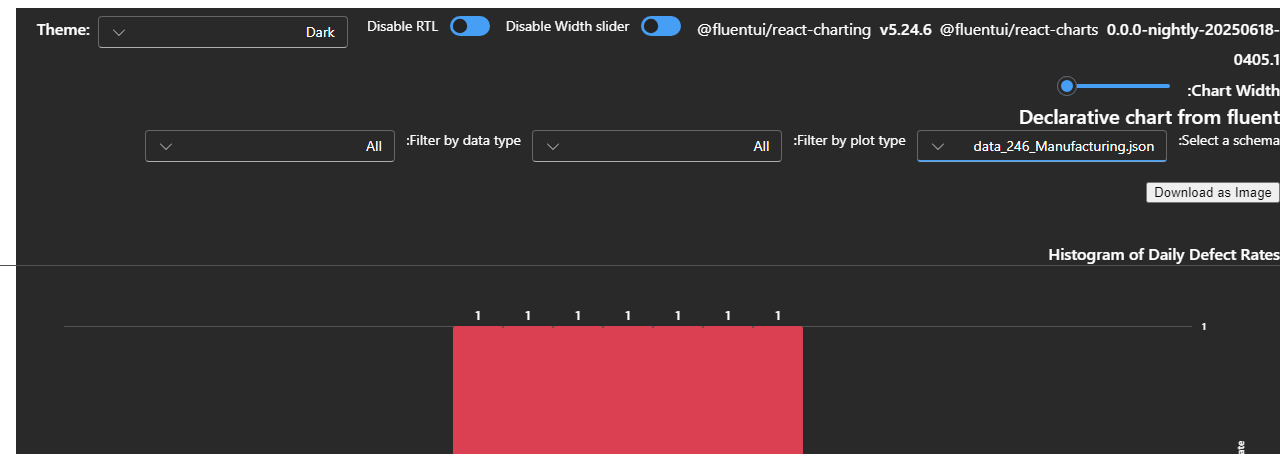 Theme: Dark Disable RTL Disable Width slider @fluentui/react-charting v5.24.6 @fluentui/react-charts 0.0.0-nightly-20250618-
0405.1
:Chart Width
Declarative chart from fluent
:Select a schema data_246_Manufacturing.json :Filter by plot type All :Filter by data type All
Download as Image
Histogram of Daily Defect Rates
1 1 1 1 1 1 1
1